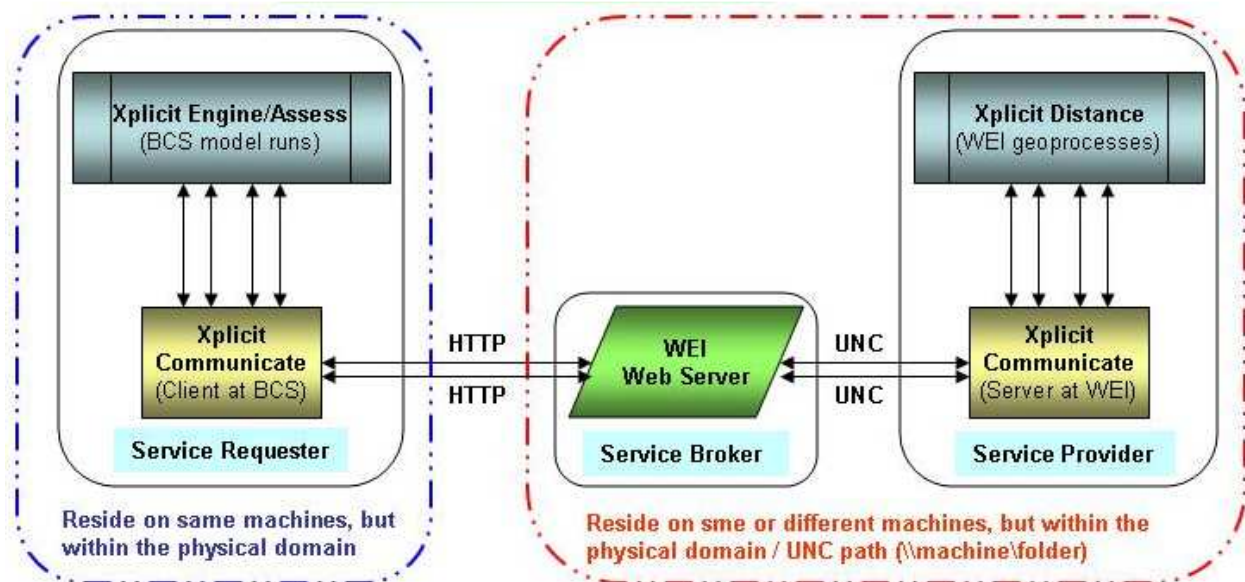 Xplicit Engine/Assess
(BCS model runs)
Xplicit
Communicate
(Client at BCS)
Service Requester
Reside on same machines, but
within the physical domain
HTTP
HTTP
WEI
Web Server
Service Broker
UNC
UNC
Xplicit Distance
(WEI geoprocesses)
Xplicit
Communicate
(Server at WEI)
Service Provider
Reside on sme or different machines, but within the
physical domain / UNC path (\\machine\folder)